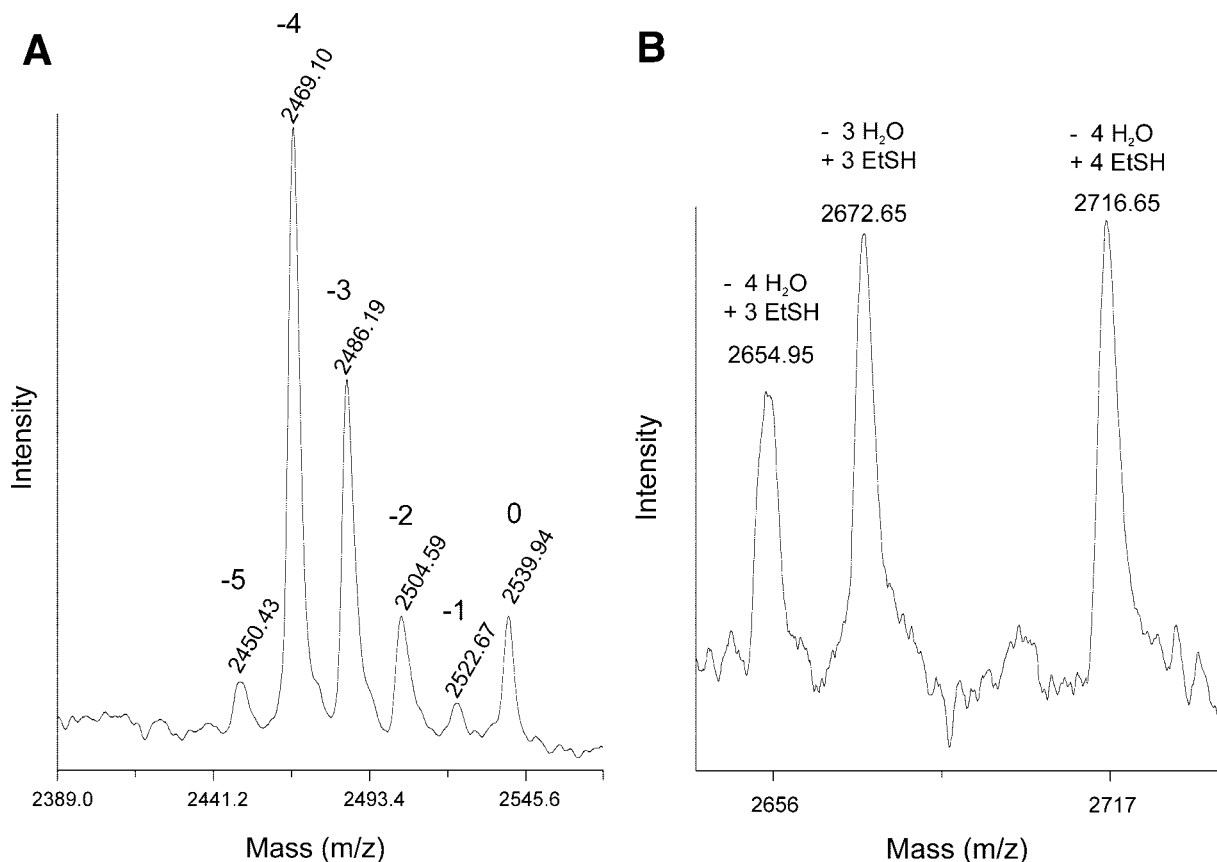 A
-4
2469.10
-3
2486.19
-5
2450.43
-2
2504.59
-1
2522.67
0
2539.94
Intensity
2389.0 2441.2 2493.4 2545.6
Mass (m/z)
B
- 3 H₂O
+ 3 EtSH
2672.65
- 4 H₂O
+ 4 EtSH
2716.65
- 4 H₂O
+ 3 EtSH
2654.95
Intensity
2656 2717
Mass (m/z)